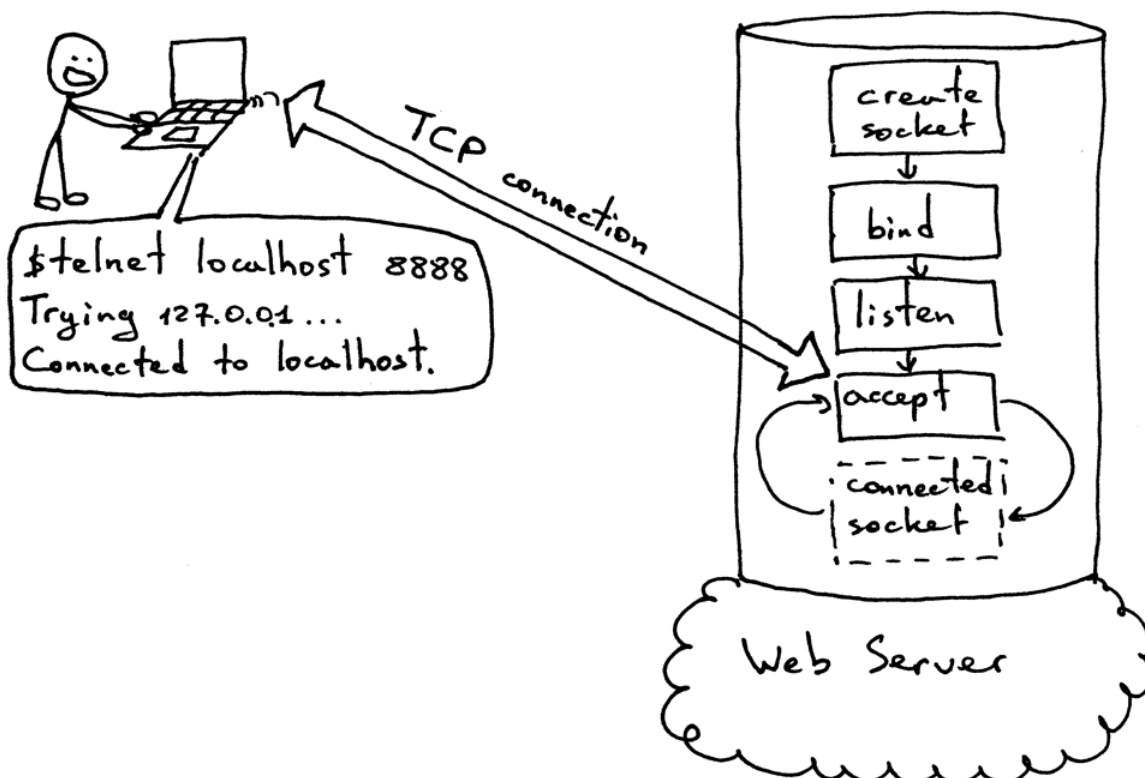 $telnet localhost 8888
Trying 127.0.0.1 ...
Connected to localhost.
TCP
connection
create
socket
bind
listen
accept
connected
socket
Web Server